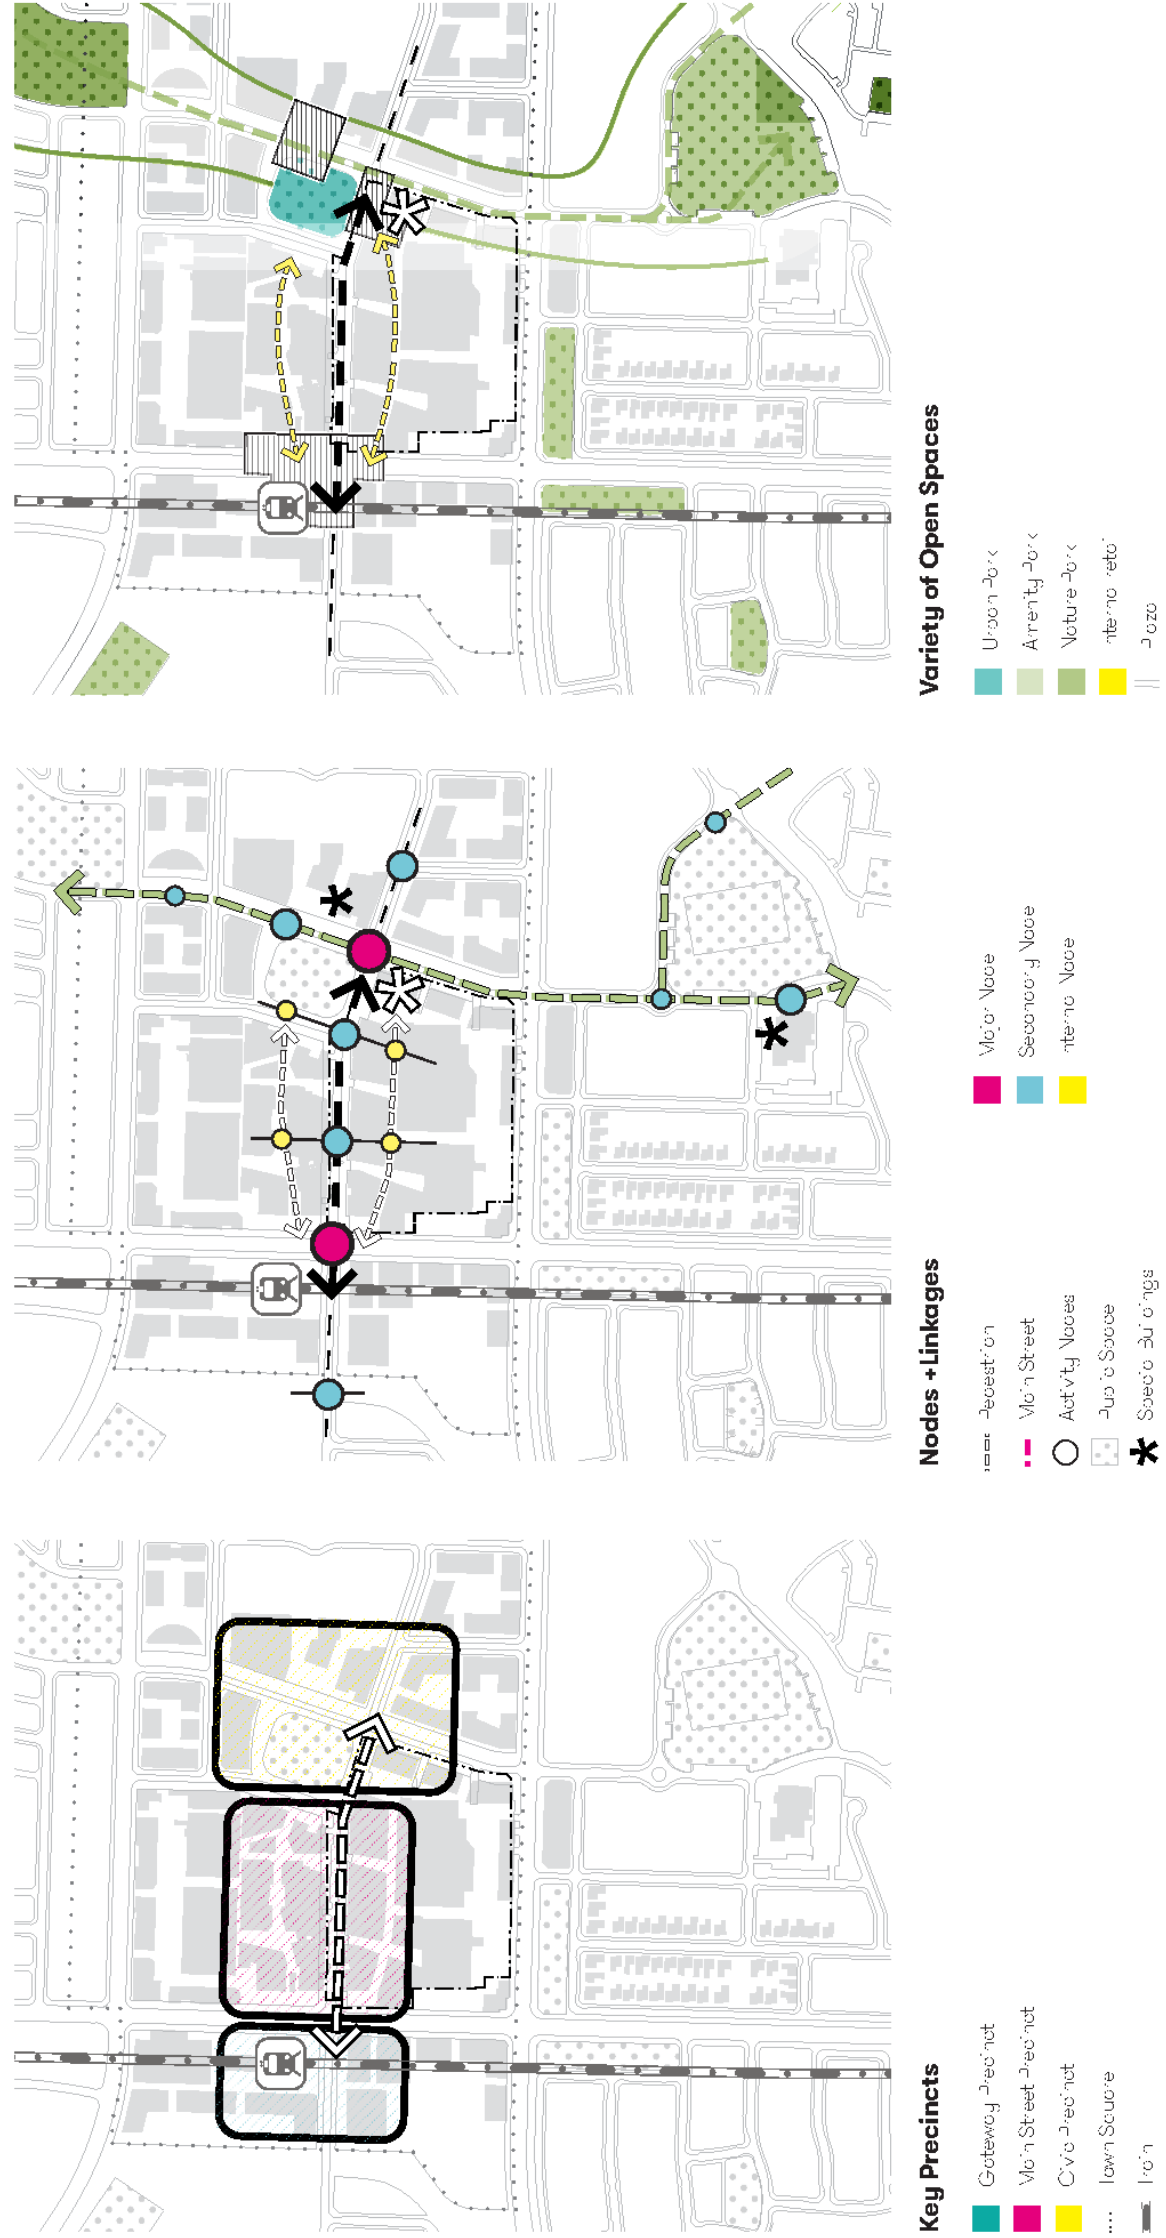 Key Precincts
Gateway Precinct
Main Street Precinct
Civic Precinct
Town Square
Train
Nodes +Linkages
Pedestrian
Main Street
Activity Nodes
Public Space
Special Buildings
Major Node
Secondary Node
Internal Node
Variety of Open Spaces
Urban Park
Amenity Park
Nature Park
Internal retail
Plaza